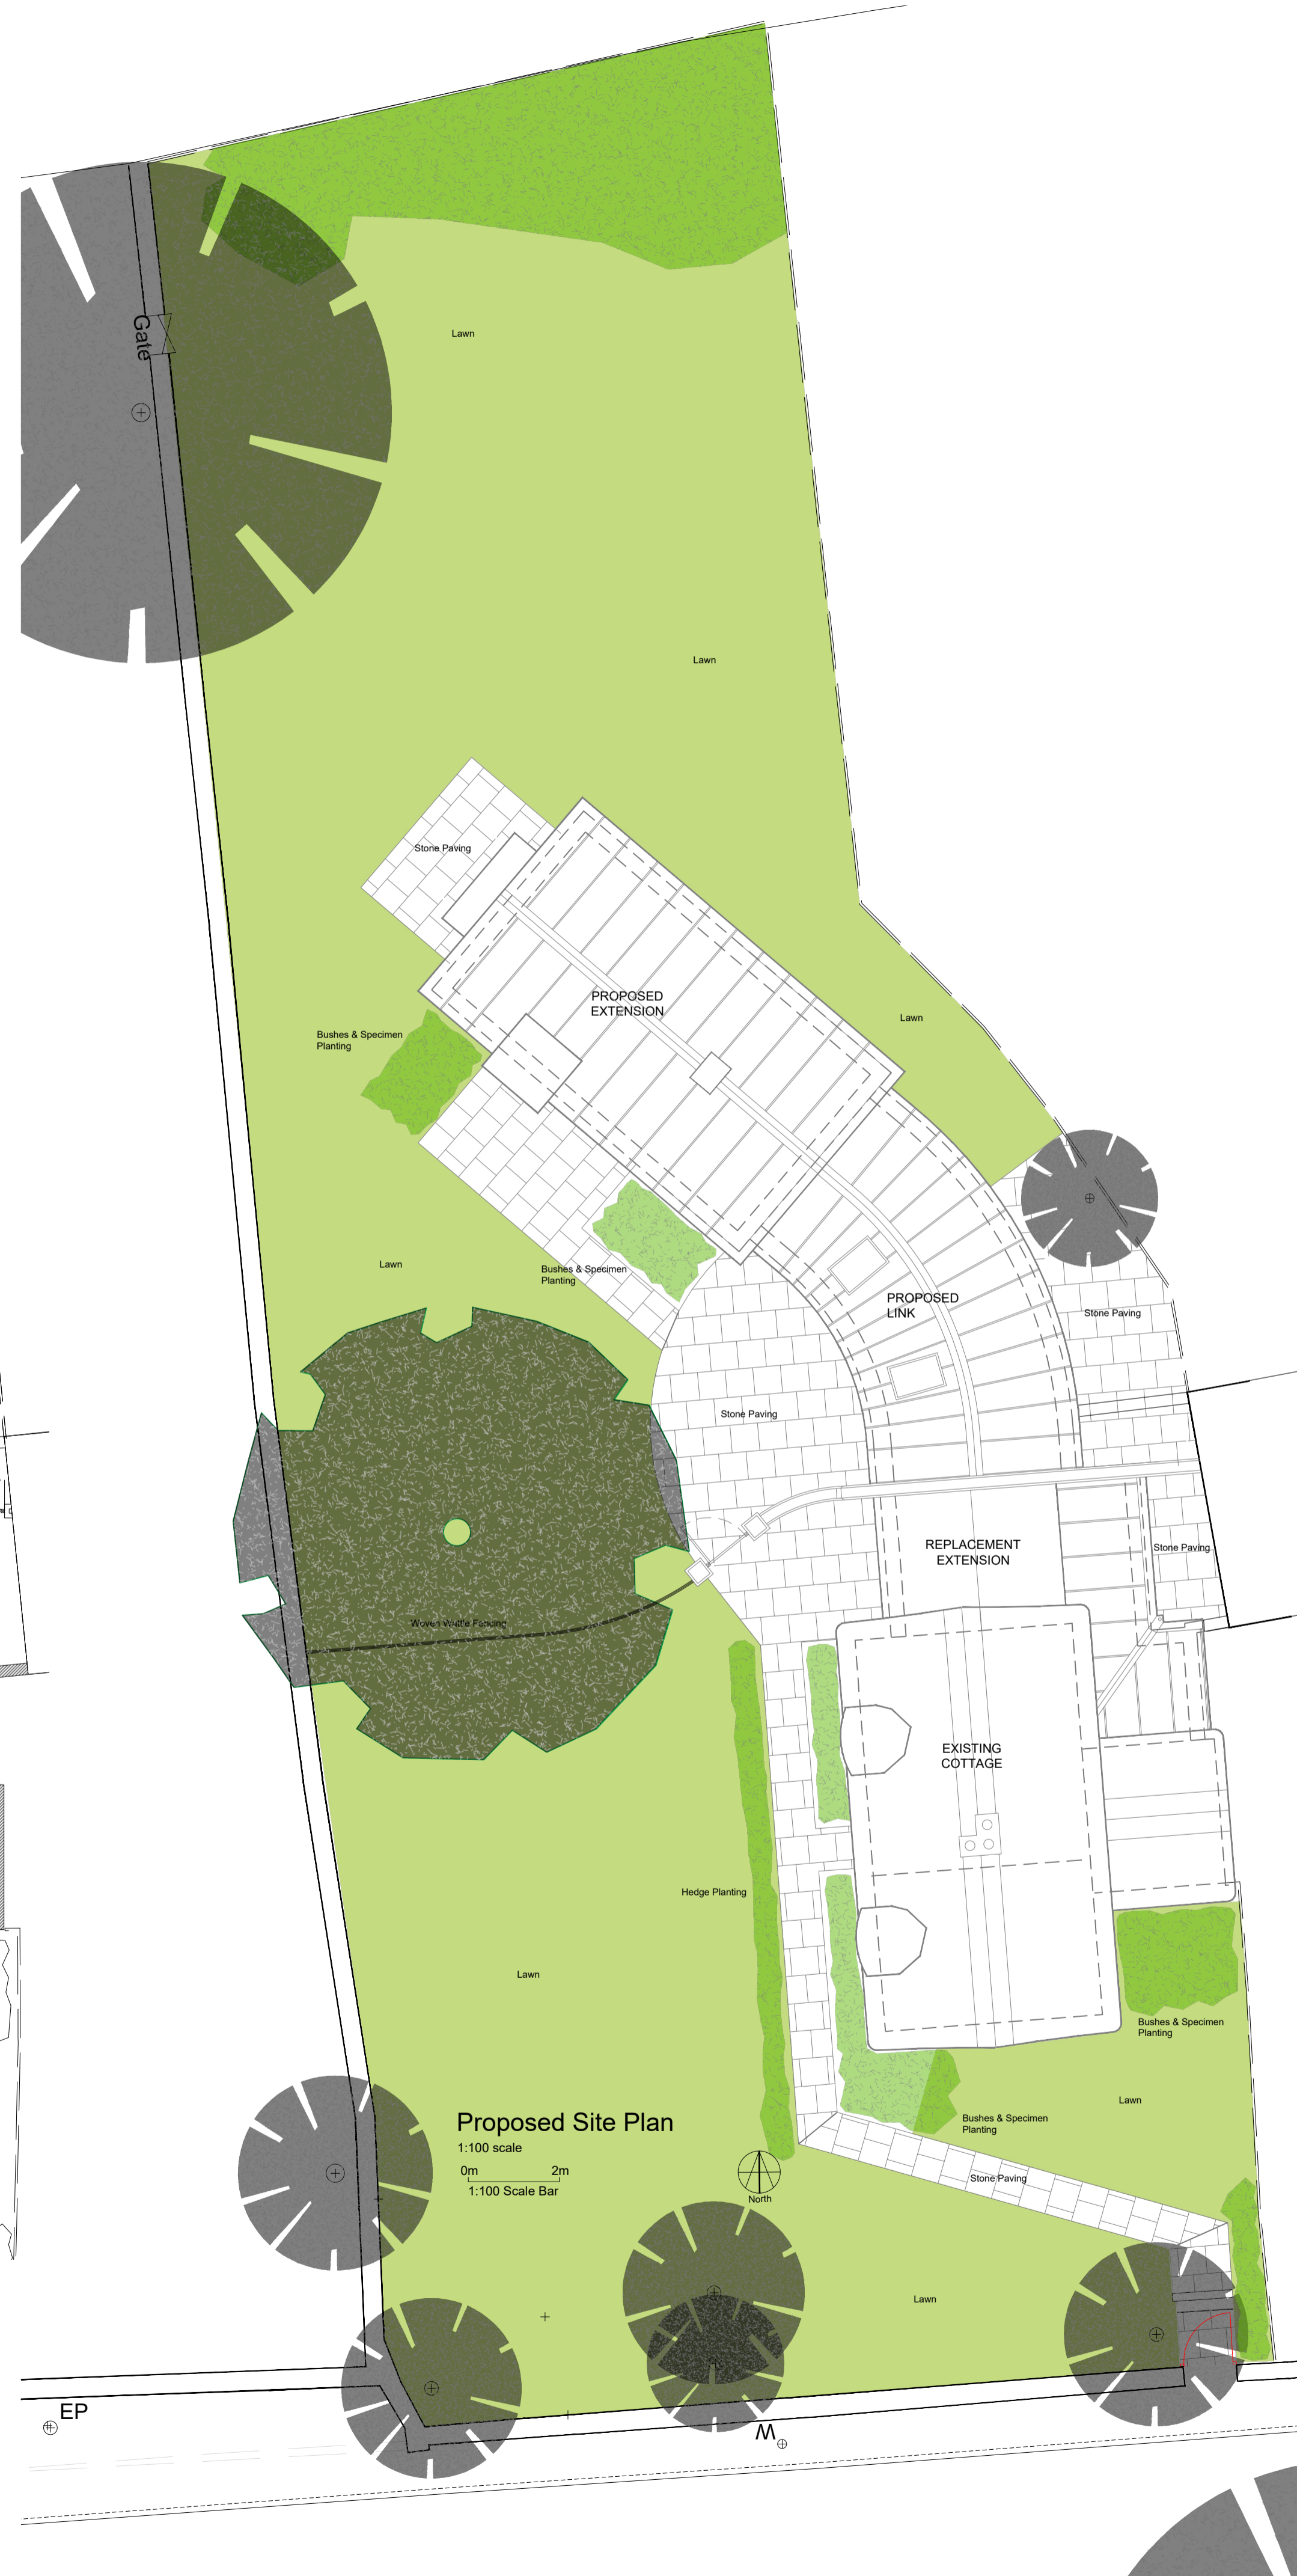 Gate
Lawn
Lawn
Stone Paving
PROPOSED
EXTENSION
Lawn
Bushes & Specimen
Planting
Lawn
Bushes & Specimen
Planting
PROPOSED
LINK
Stone Paving
Stone Paving
REPLACEMENT
EXTENSION
Stone Paving
Woven Wattle Fencing
EXISTING
COTTAGE
Hedge Planting
Lawn
Bushes & Specimen
Planting
Lawn
Bushes & Specimen
Planting
Proposed Site Plan
1:100 scale
0m 2m
1:100 Scale Bar
North
Stone Paving
Lawn
EP
W